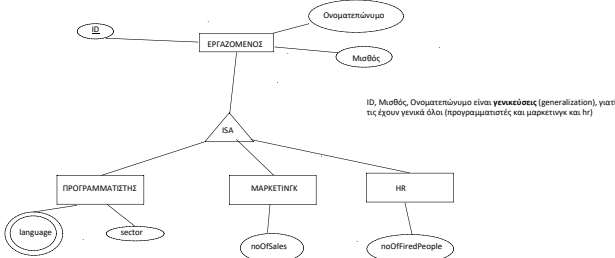 Ονοματεπώνυμο
ID
ΕΡΓΑΖΟΜΕΝΟΣ
Μισθός
ID, Μισθός, Ονοματεπώνυμο είναι γενικεύσεις (generalization), γιατί
τις έχουν γενικά όλοι (προγραμματιστές και μαρκετινγκ και hr)
ISA
ΠΡΟΓΡΑΜΜΑΤΙΣΤΗΣ
ΜΑΡΚΕΤΙΝΓΚ
HR
language
sector
noOfSales
noOfFiredPeople